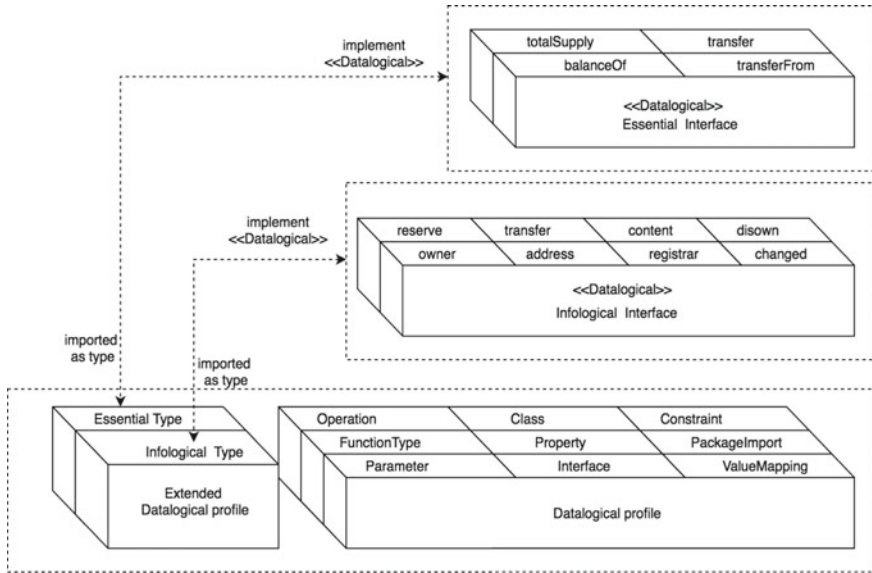 implement
<<Datalogical>>
totalSupply transfer
balanceOf transferFrom
<<Datalogical>>
Essential Interface
implement
<<Datalogical>>
reserve transfer content disown
owner address registrar changed
<<Datalogical>>
Infological Interface
imported
as type
imported
as type
Essential Type
Infological Type
Extended
Datalogical profile
Operation Class Constraint
FunctionType Property PackageImport
Parameter Interface ValueMapping
Datalogical profile